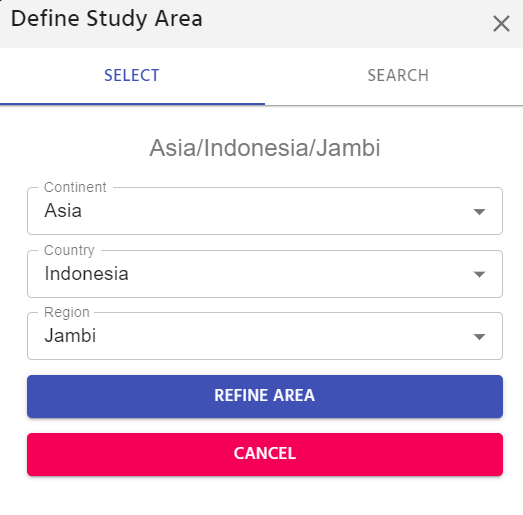 Define Study Area
SELECT
SEARCH
Asia/Indonesia/Jambi
Continent
Asia
Country
Indonesia
Region
Jambi
REFINE AREA
CANCEL